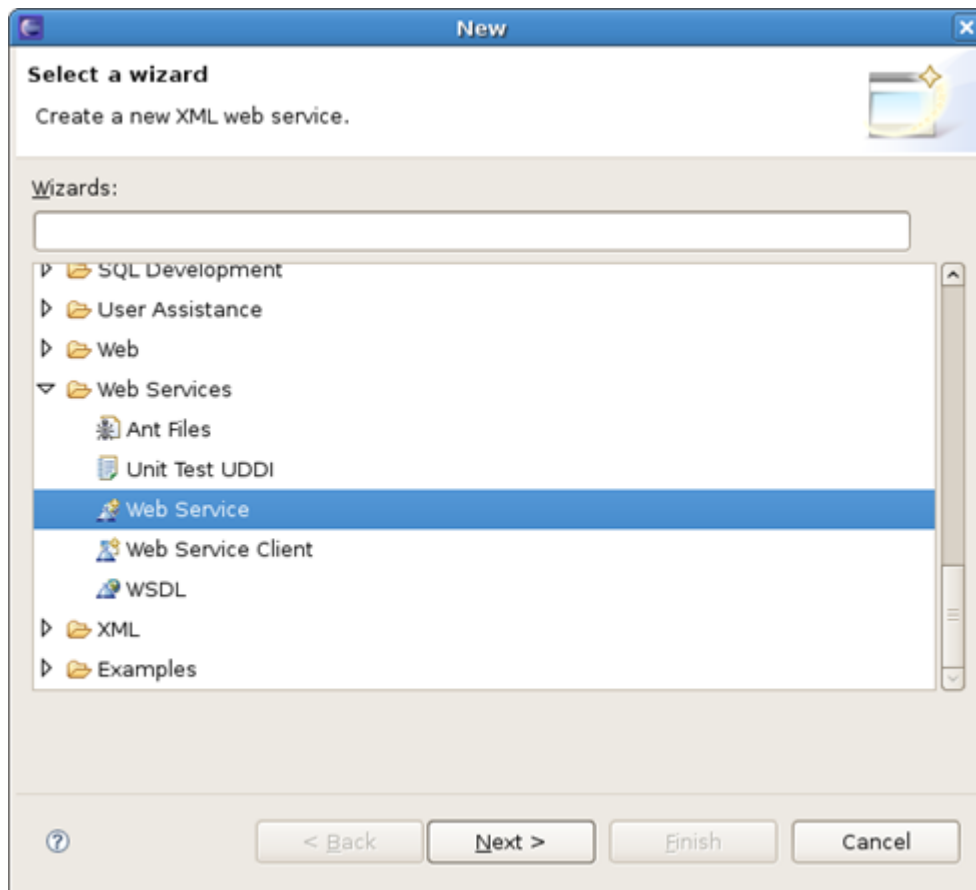 New
Select a wizard
Create a new XML web service.
Wizards:
SQL Development
User Assistance
Web
Web Services
Ant Files
Unit Test UDDI
Web Service
Web Service Client
WSDL
XML
Examples
? < Back Next > Finish Cancel